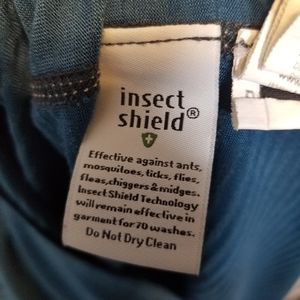 insect
shield®
Effective against ants,
mosquitoes, ticks, flies,
fleas,chiggers & midges.
Insect Shield Technology
will remain effective in
garment for 70 washes.
Do Not Dry Clean